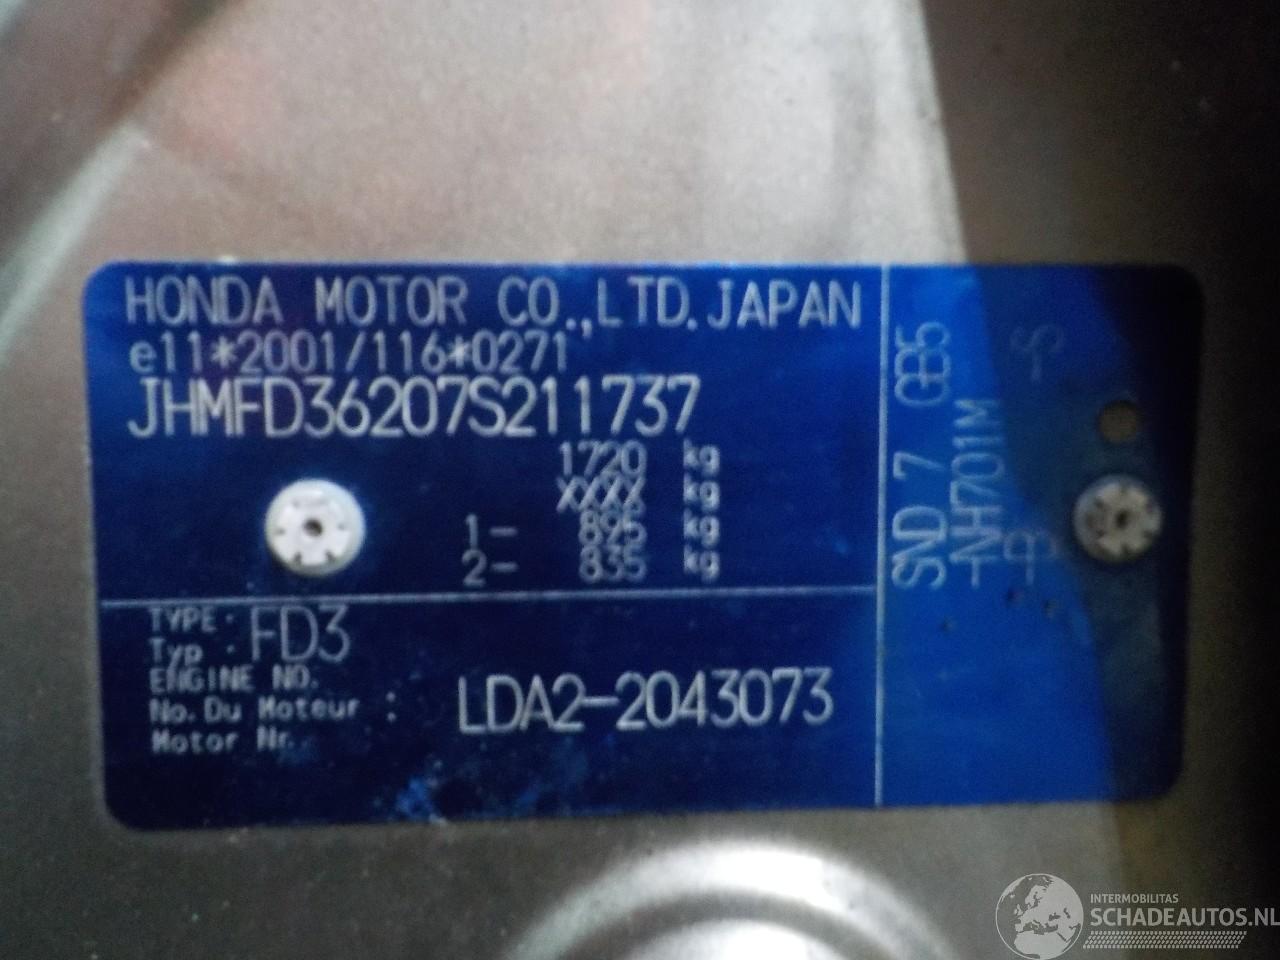 HONDA MOTOR CO.,LTD.JAPAN
e11*2001/116*0271
JHMFD36207S211737
1720 kg
XXXX kg
1- 895 kg
2- 835 kg
TYPE:
Typ : FD3
ENGINE NO.
No.Du Moteur : LDA2-2043073
Motor Nr.
SND 7 GB5
-NH701M
-B -S
INTERMOBILITAS
SCHADEAUTOS.NL